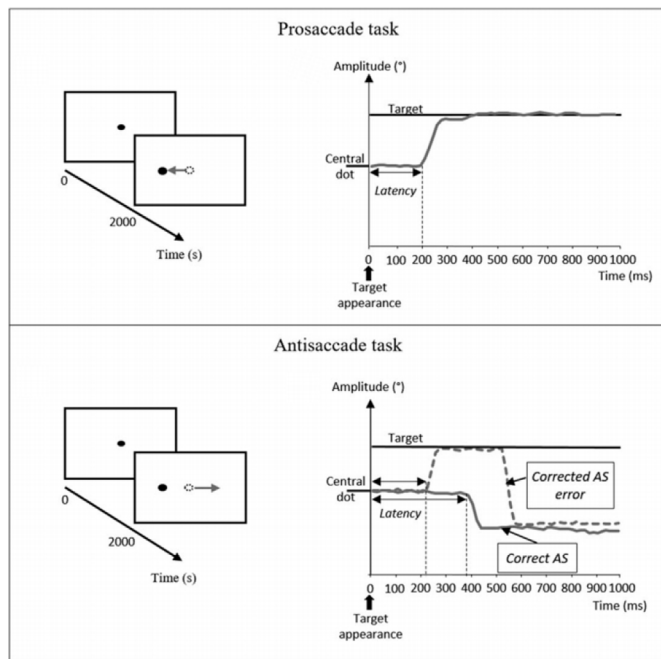 Prosaccade task
0
2000
Time (s)
Amplitude (°)
Target
Central
dot
Latency
0 100 200 300 400 500 600 700 800 900 1000
Time (ms)
Target
appearance
Antisaccade task
0
2000
Time (s)
Amplitude (°)
Target
Central
dot
Latency
Corrected AS
error
Correct AS
0 100 200 300 400 500 600 700 800 900 1000
Time (ms)
Target
appearance